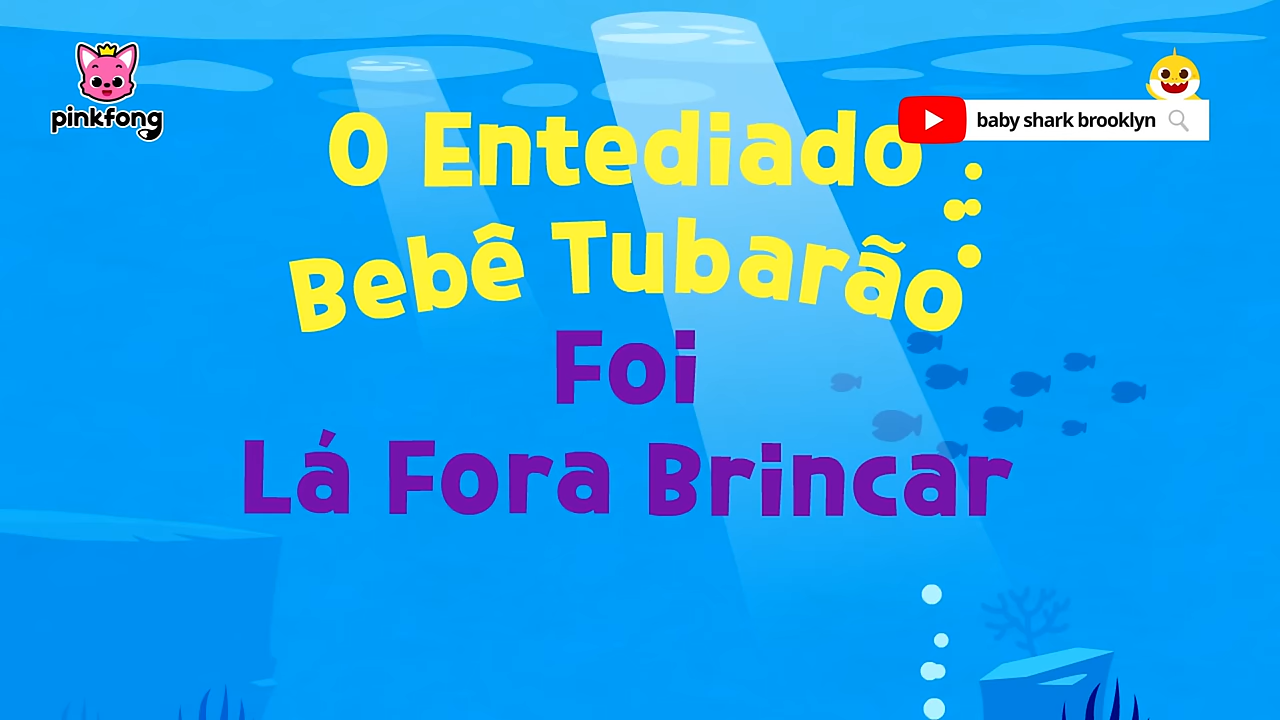 pinkfong
baby shark brooklyn
O Entediado
Bebê Tubarão
Foi
Lá Fora Brincar